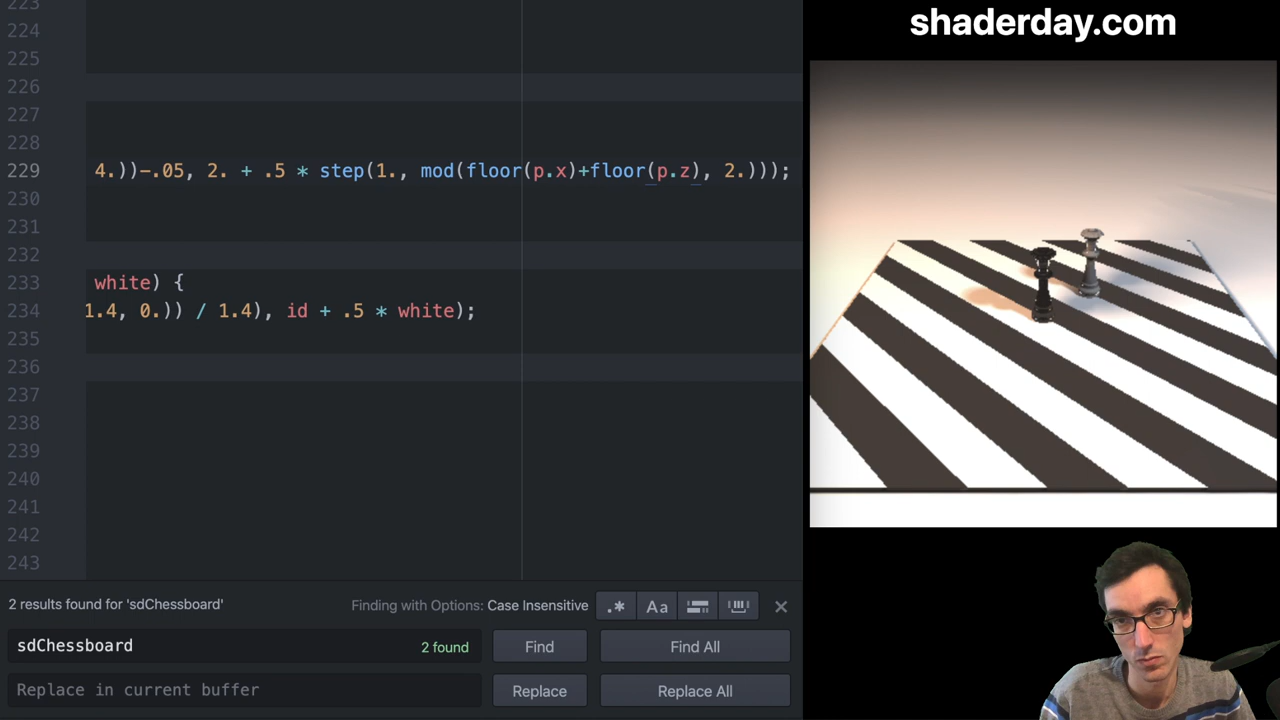 shaderday.com
223
224
225
226
227
228
229 4.))-.05, 2. + .5 * step(1., mod(floor(p.x)+floor(p.z), 2.)));
230
231
232
233 white) {
234 1.4, 0.)) / 1.4), id + .5 * white);
235
236
237
238
239
240
241
242
243
2 results found for 'sdChessboard'
Finding with Options: Case Insensitive
.* Aa
sdChessboard
2 found
Find
Find All
Replace in current buffer
Replace
Replace All